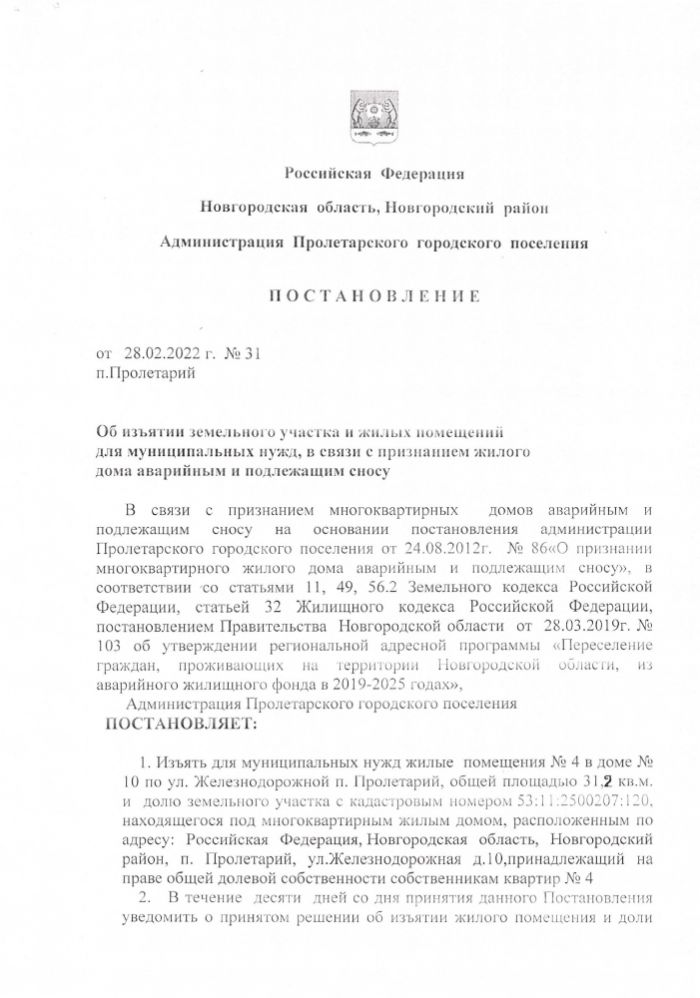 Российская Федерация
Новгородская область, Новгородский район
Администрация Пролетарского городского поселения
ПОСТАНОВЛЕНИЕ
от 28.02.2022 г. № 31
п.Пролетарий
Об изъятии земельного участка и жилых помещений
для муниципальных нужд, в связи с признанием жилого
дома аварийным и подлежащим сносу
В связи с признанием многоквартирных домов аварийным и
подлежащим сносу на основании постановления администрации
Пролетарского городского поселения от 24.08.2012г. № 86«О признании
многоквартирного жилого дома аварийным и подлежащим сносу», в
соответствии со статьями 11, 49, 56.2 Земельного кодекса Российской
Федерации, статьей 32 Жилищного кодекса Российской Федерации,
постановлением Правительства Новгородской области от 28.03.2019г. №
103 об утверждении региональной адресной программы «Переселение
граждан, проживающих на территории Новгородской области, из
аварийного жилищного фонда в 2019-2025 годах»,
Администрация Пролетарского городского поселения
ПОСТАНОВЛЯЕТ:
1. Изъять для муниципальных нужд жилые помещения № 4 в доме №
10 по ул. Железнодорожной п. Пролетарий, общей площадью 31,2 кв.м.
и долю земельного участка с кадастровым номером 53:11:2500207:120,
находящегося под многоквартирным жилым домом, расположенным по
адресу: Российская Федерация, Новгородская область, Новгородский
район, п. Пролетарий, ул.Железнодорожная д.10,принадлежащий на
праве общей долевой собственности собственникам квартир № 4
2. В течение десяти дней со дня принятия данного Постановления
уведомить о принятом решении об изъятии жилого помещения и доли